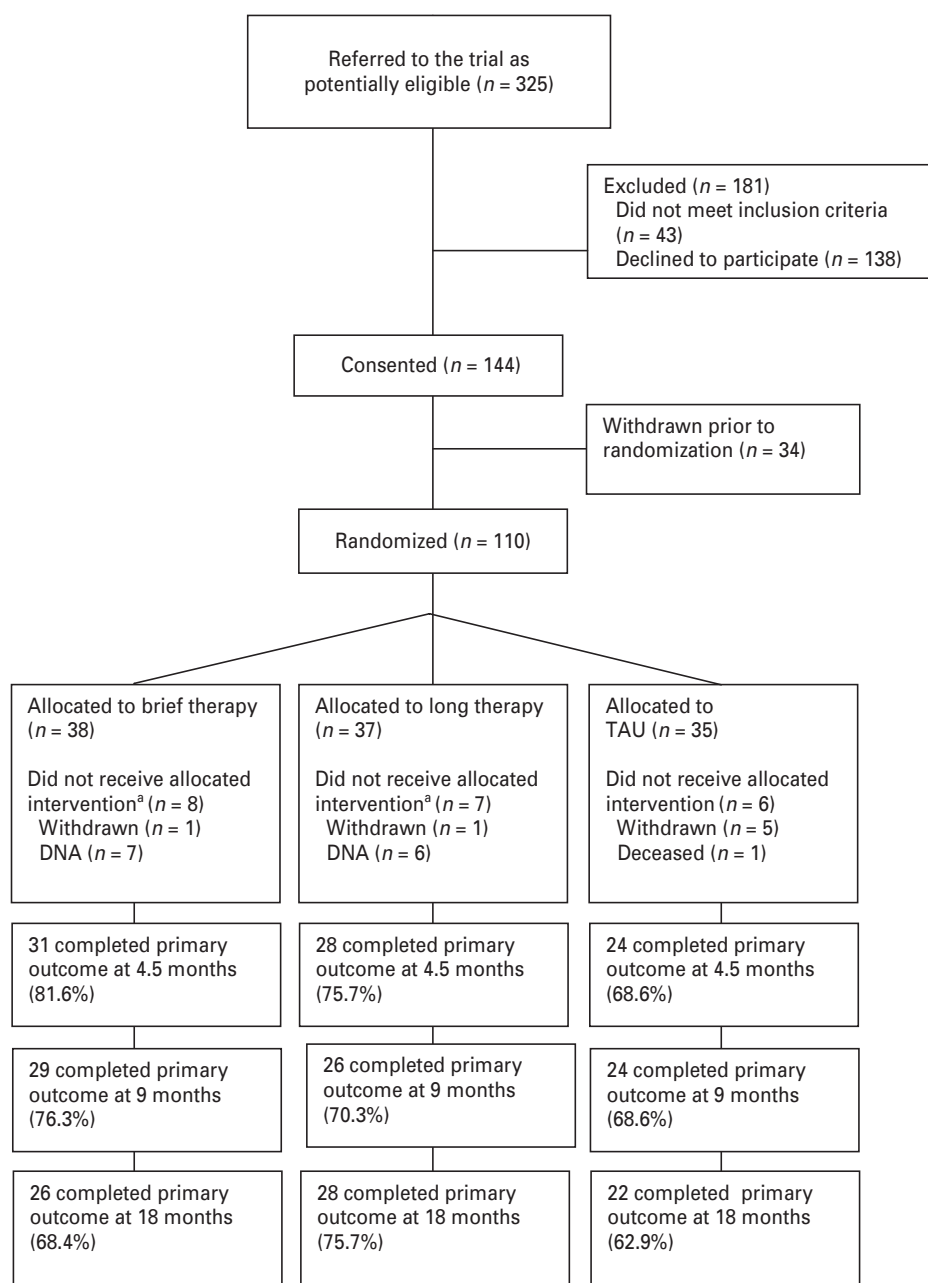 Referred to the trial as
potentially eligible (n = 325)
Excluded (n = 181)
Did not meet inclusion criteria
(n = 43)
Declined to participate (n = 138)
Consented (n = 144)
Withdrawn prior to
randomization (n = 34)
Randomized (n = 110)
Allocated to brief therapy
(n = 38)
Did not receive allocated
interventionᵃ (n = 8)
Withdrawn (n = 1)
DNA (n = 7)
Allocated to long therapy
(n = 37)
Did not receive allocated
interventionᵃ (n = 7)
Withdrawn (n = 1)
DNA (n = 6)
Allocated to
TAU (n = 35)
Did not receive allocated
intervention (n = 6)
Withdrawn (n = 5)
Deceased (n = 1)
31 completed primary
outcome at 4.5 months
(81.6%)
28 completed primary
outcome at 4.5 months
(75.7%)
24 completed primary
outcome at 4.5 months
(68.6%)
29 completed primary
outcome at 9 months
(76.3%)
26 completed primary
outcome at 9 months
(70.3%)
24 completed primary
outcome at 9 months
(68.6%)
26 completed primary
outcome at 18 months
(68.4%)
28 completed primary
outcome at 18 months
(75.7%)
22 completed primary
outcome at 18 months
(62.9%)